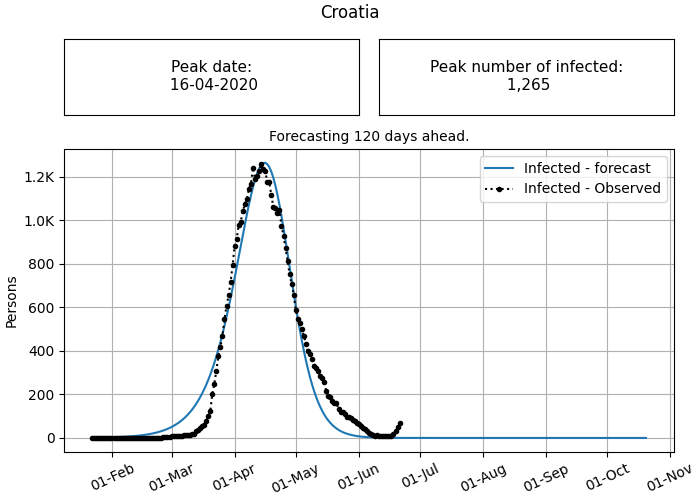 Croatia
Peak date:
16-04-2020
Peak number of infected:
1,265
Forecasting 120 days ahead.
Infected - forecast
Infected - Observed
1.2K
1.0K
800
600
400
200
0
Persons
01-Feb
01-Mar
01-Apr
01-May
01-Jun
01-Jul
01-Aug
01-Sep
01-Oct
01-Nov